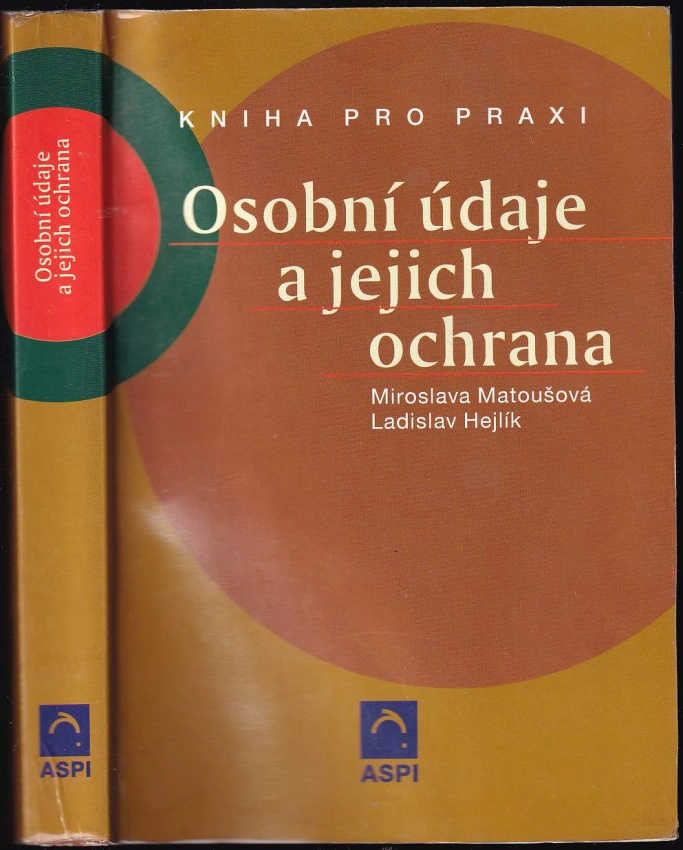 Osobní údaje
a jejich ochrana
ASPI
KNIHA PRO PRAXI
Osobní údaje
a jejich
ochrana
Miroslava Matoušová
Ladislav Hejlík
ASPI